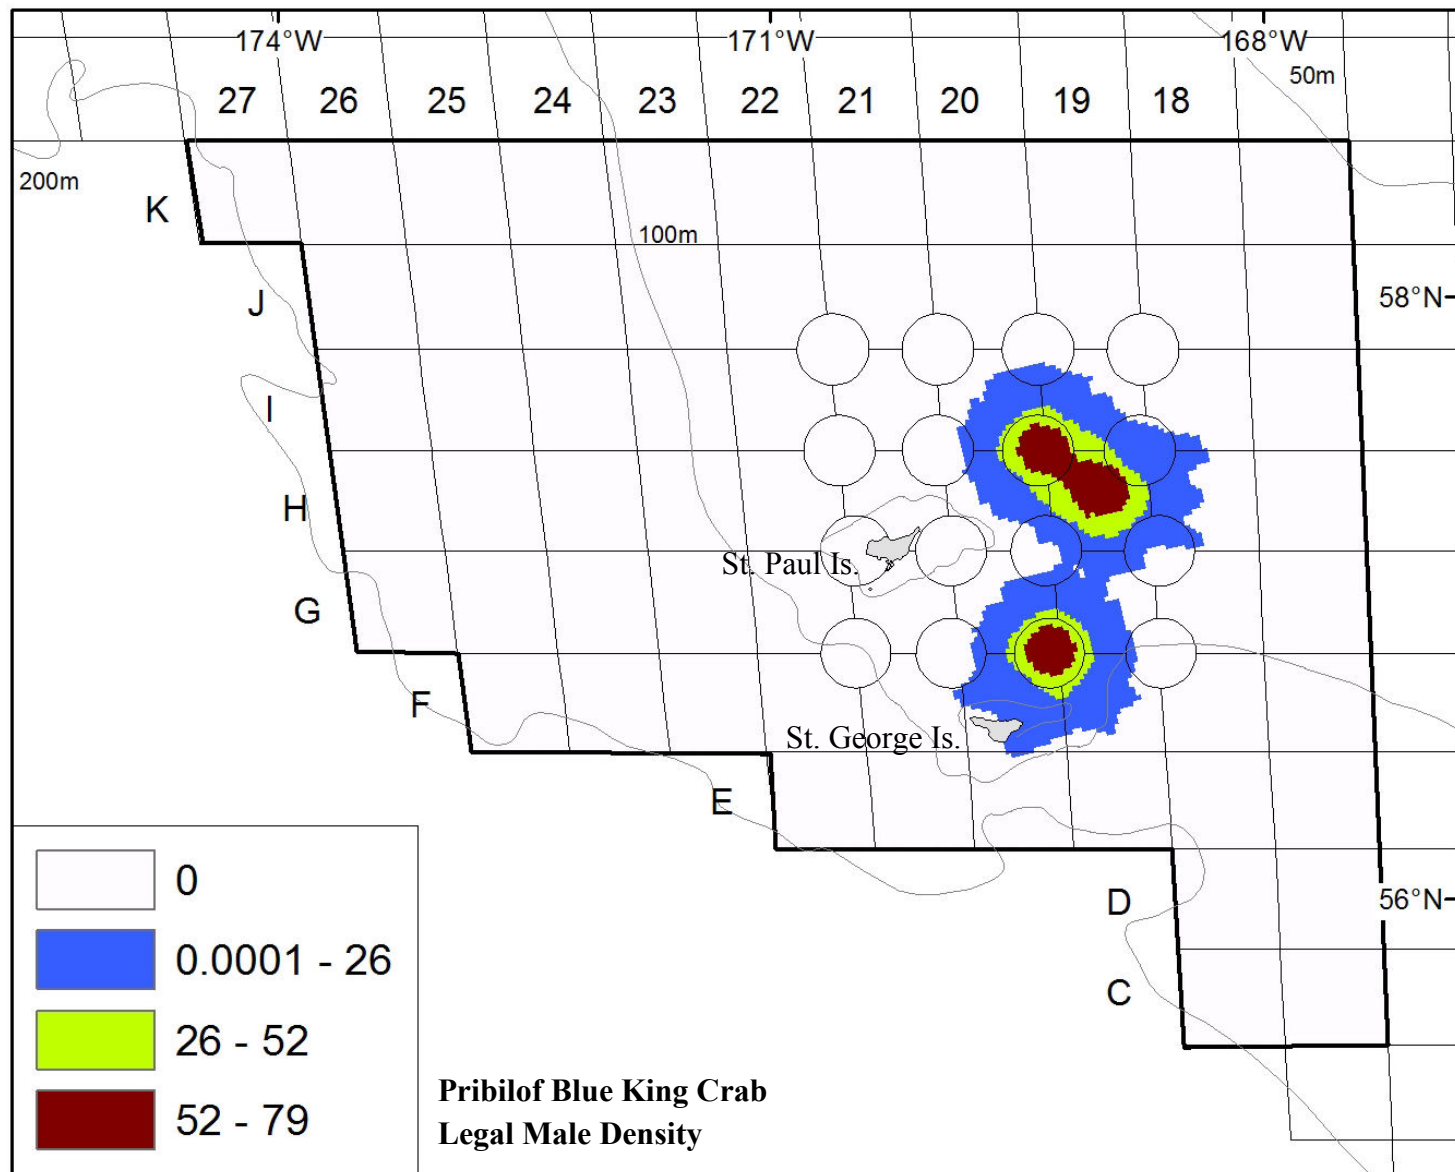 174°W 171°W 168°W
50m
27 26 25 24 23 22 21 20 19 18
200m
K
100m
J
58°N
I
H
St. Paul Is.
G
F
St. George Is.
E
0
D
56°N
0.0001 - 26
C
26 - 52
Pribilof Blue King Crab
52 - 79
Legal Male Density